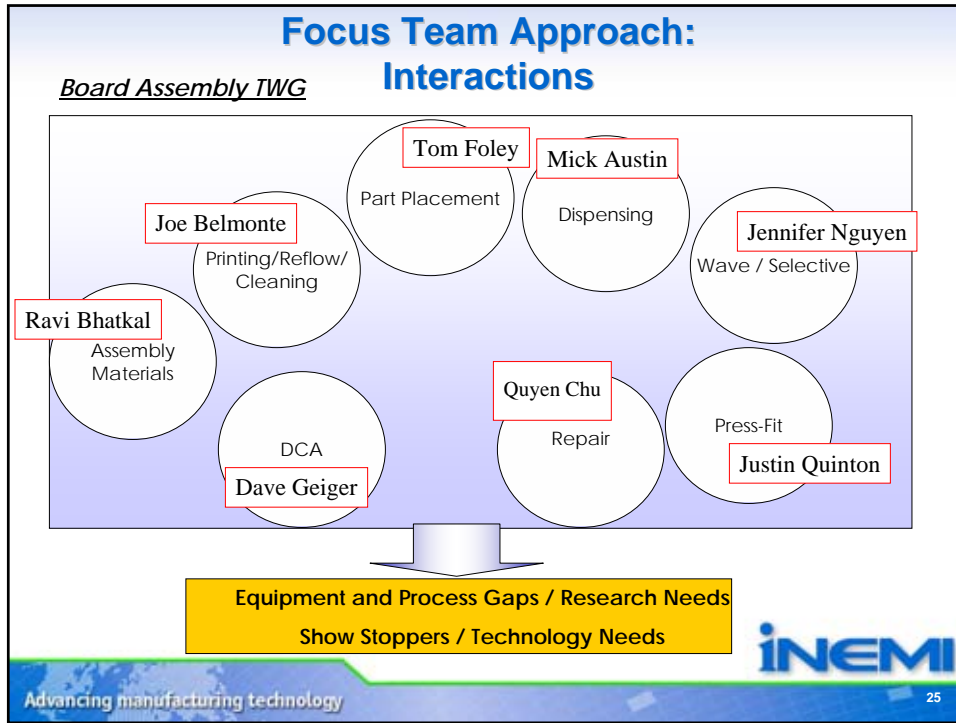 Focus Team Approach:
Interactions
Board Assembly TWG
Tom Foley
Part Placement
Mick Austin
Dispensing
Joe Belmonte
Printing/Reflow/
Cleaning
Jennifer Nguyen
Wave / Selective
Ravi Bhatkal
Assembly
Materials
DCA
Dave Geiger
Quyen Chu
Repair
Press-Fit
Justin Quinton
Equipment and Process Gaps / Research Needs
Show Stoppers / Technology Needs
iNEMI
Advancing manufacturing technology
25